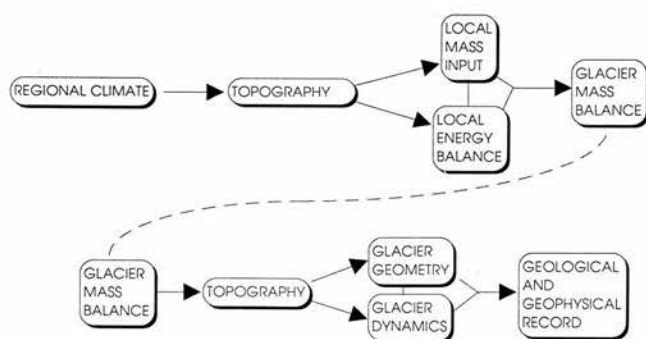 REGIONAL CLIMATE
TOPOGRAPHY
LOCAL
MASS
INPUT
LOCAL
ENERGY
BALANCE
GLACIER
MASS
BALANCE
GLACIER
MASS
BALANCE
TOPOGRAPHY
GLACIER
GEOMETRY
GLACIER
DYNAMICS
GEOLOGICAL
AND
GEOPHYSICAL
RECORD